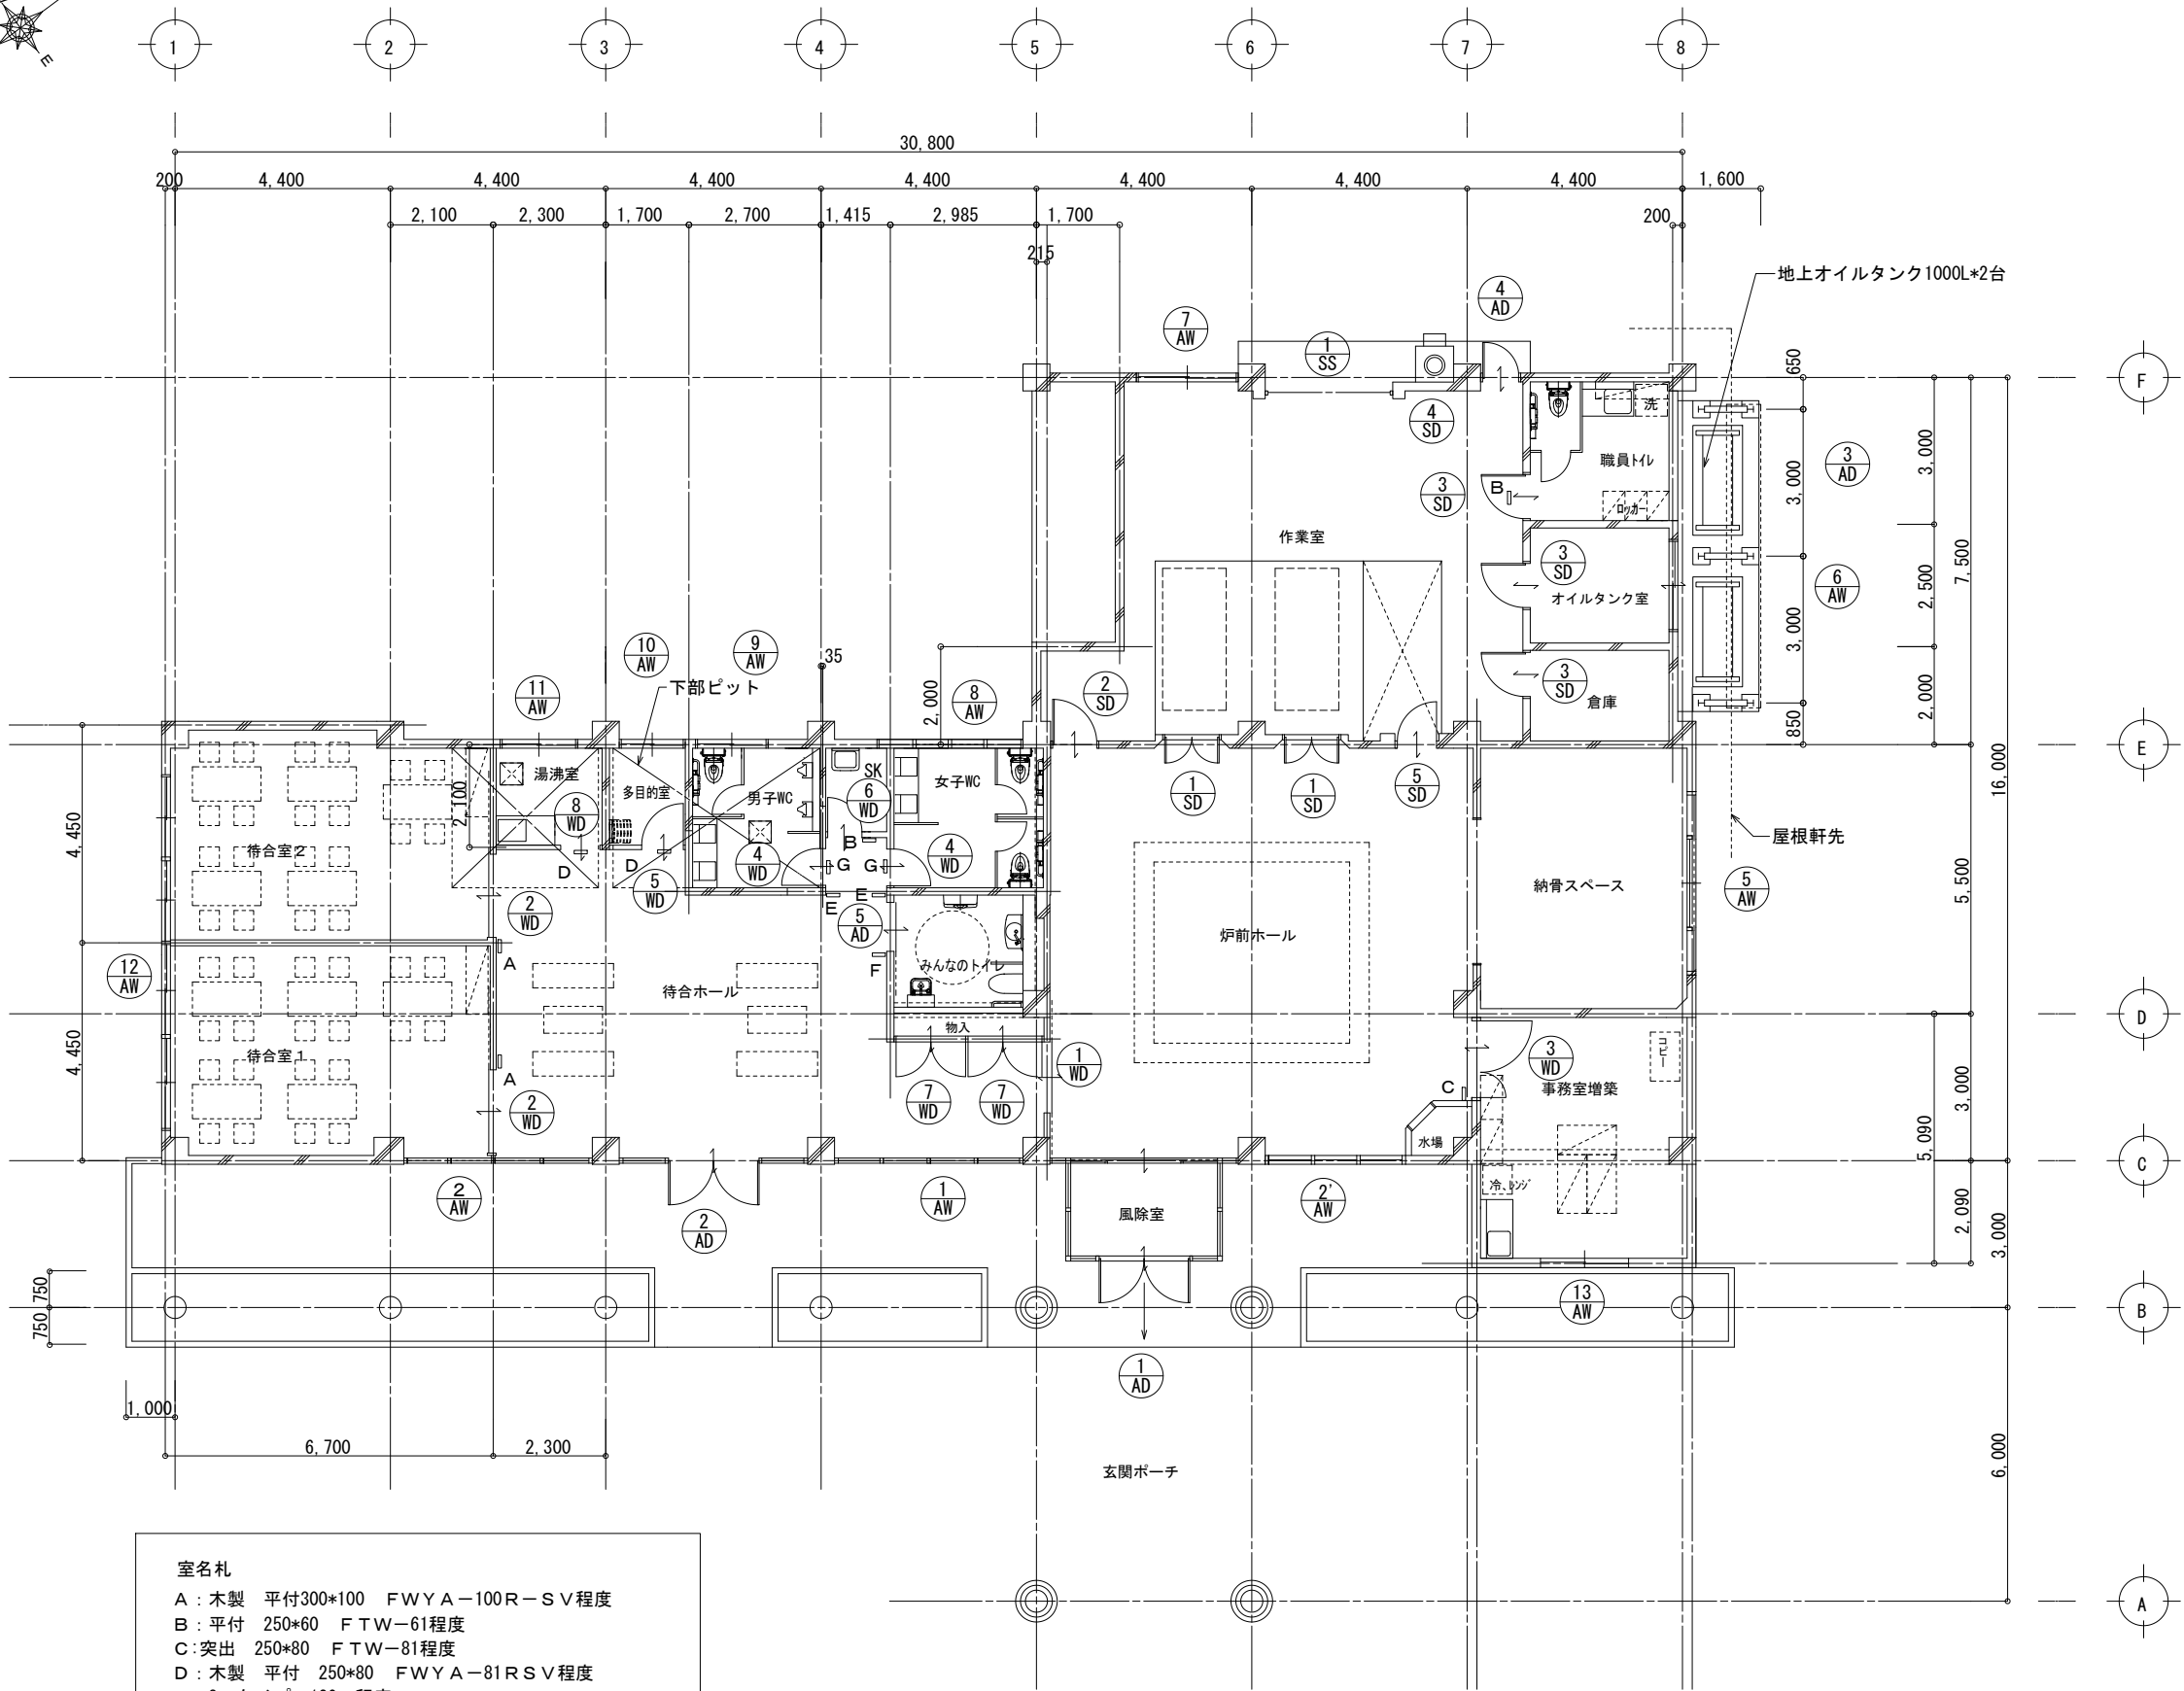 E
1 2 3 4 5 6 7 8
30,800
200 4,400 4,400 4,400 4,400 4,400 4,400 4,400 1,600
2,100 2,300 1,700 2,700 1,415 2,985 1,700 200
215
地上オイルタンク1000L*2台
4 AD
7 AW
1 SS
650
F
4 SD
洗
職員トイレ
3 AD
3,000
3,000
3 SD
B
ロッカー
作業室
3 SD
オイルタンク室
6 AW
2,500
7,500
3,000
10 AW
9 AW
35
下部ピット
11 AW
2,000
8 AW
2 SD
3 SD
倉庫
2,000
850
E
16,000
湯沸室
多目的室
男子WC
SK
6 WD
女子WC
1 SD
1 SD
5 SD
2,100
8 WD
4,450
待合室2
屋根軒先
D
D
5 WD
4 WD
B
G
G
4 WD
納骨スペース
5 AW
5,500
2 WD
E
E
5 AD
炉前ホール
A
12 AW
F
みんなのトイレ
待合ホール
D
物入
4,450
待合室1
A
1 WD
3 WD
コピー
C
事務室増築
3,000
5,090
2 WD
7 WD
7 WD
水場
C
冷、レンジ
2 AW
1 AW
2' AW
2 AD
風除室
2,090
3,000
750
750
13 AW
B
1 AD
1,000
6,700 2,300
6,000
玄関ポーチ
A
室名札
A:木製 平付300*100 FWYA-100R-SV程度
B:平付 250*60 FTW-61程度
C:突出 250*80 FTW-81程度
D:木製 平付 250*80 FWYA-81RSV程度